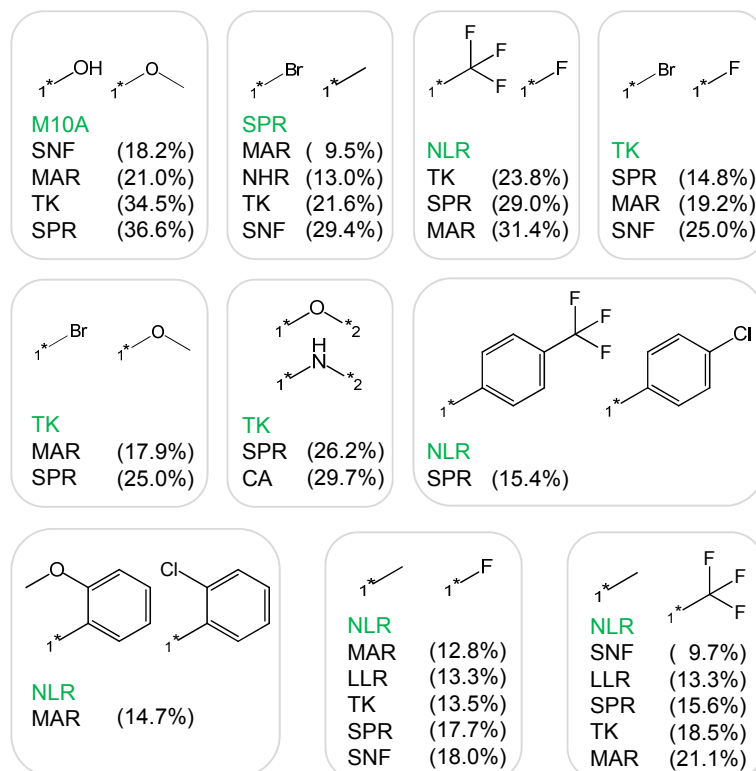 1* OH 1* O
M10A
SNF (18.2%)
MAR (21.0%)
TK (34.5%)
SPR (36.6%)
1* Br 1*
SPR
MAR ( 9.5%)
NHR (13.0%)
TK (21.6%)
SNF (29.4%)
1* F F F 1* F
NLR
TK (23.8%)
SPR (29.0%)
MAR (31.4%)
1* Br 1* F
TK
SPR (14.8%)
MAR (19.2%)
SNF (25.0%)
1* Br 1* O
TK
MAR (17.9%)
SPR (25.0%)
1* O *2
H
1* N *2
TK
SPR (26.2%)
CA (29.7%)
F F F Cl
1* 1*
NLR
SPR (15.4%)
O Cl
1* 1*
NLR
MAR (14.7%)
1* 1* F
NLR
MAR (12.8%)
LLR (13.3%)
TK (13.5%)
SPR (17.7%)
SNF (18.0%)
1* 1* F F F
NLR
SNF ( 9.7%)
LLR (13.3%)
SPR (15.6%)
TK (18.5%)
MAR (21.1%)